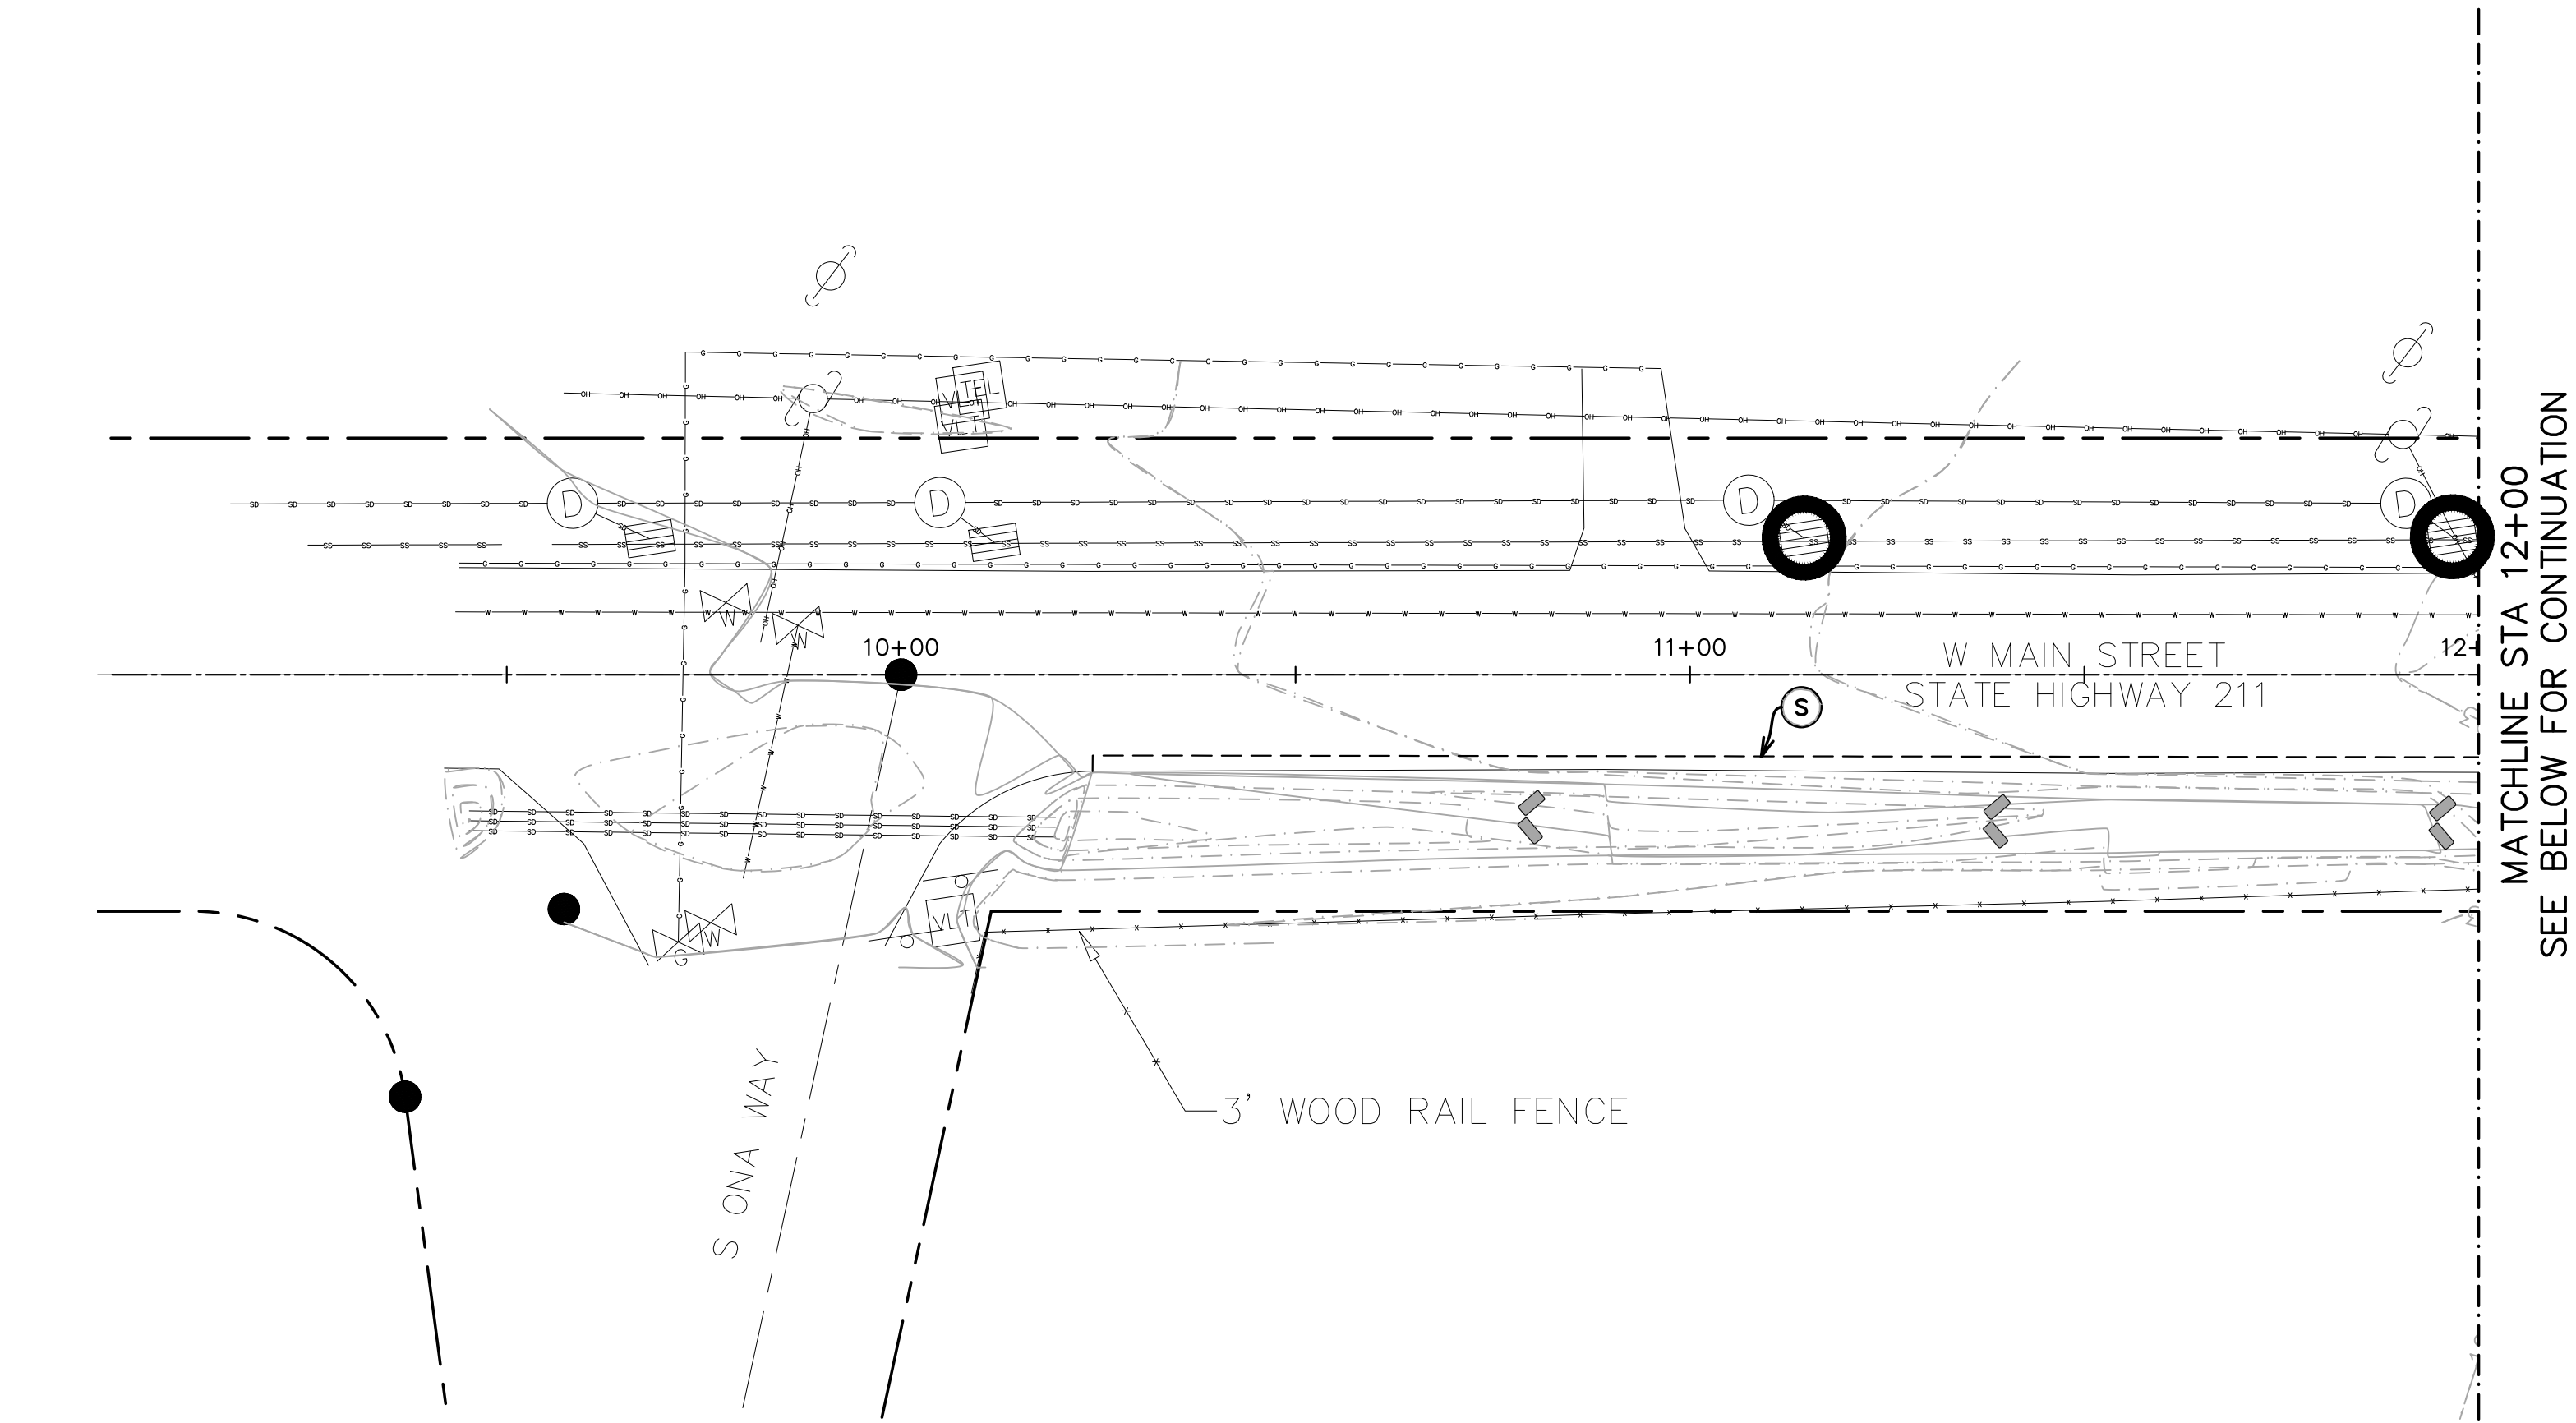 TEL
VLT
VLT
D
D
D
D
W
W
10+00
11+00
12+
W MAIN STREET
STATE HIGHWAY 211
S
W
G
VLT
3' WOOD RAIL FENCE
S ONA WAY
MATCHLINE STA 12+00
SEE BELOW FOR CONTINUATION